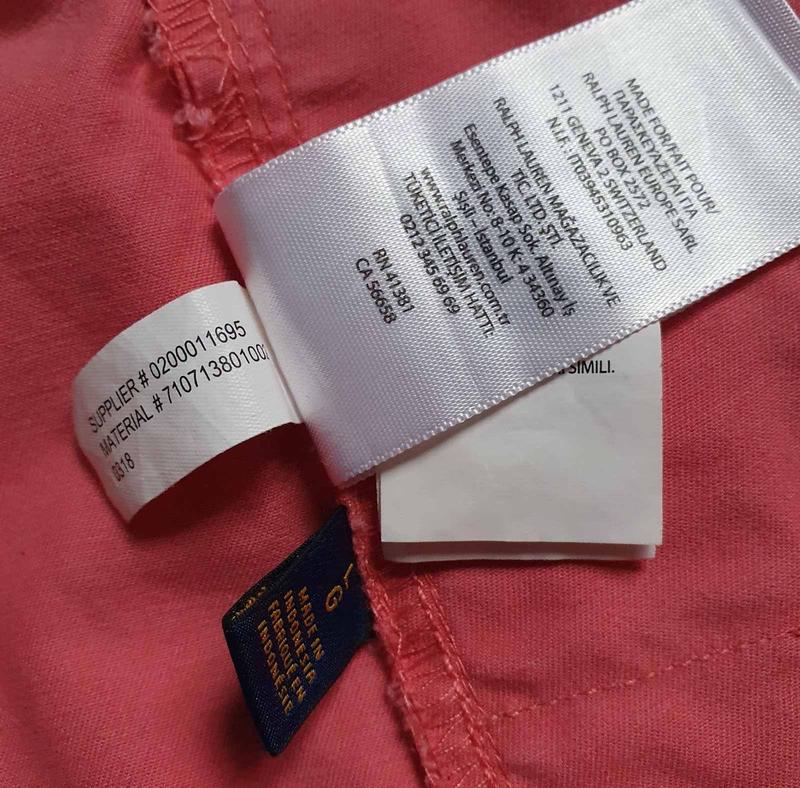 MADE FOR/FAIT POUR/
ΠΑΡΑΣΚΕΥΑΖΕΤΑΙ ΓΙΑ
RALPH LAUREN EUROPE SARL
PO BOX 2572
1211 GENEVA 2 SWITZERLAND
N.I.F.: IT03945310963
RALPH LAUREN MAĞAZACILIK VE
TİC. LTD. ŞTİ.
Esentepe Kasap Sok. Altınay İş
Merkezi No. 8-10 K-4 34360
Şişli - İstanbul
www.ralphlauren.com.tr
TÜKETİCİ İLETİŞİM HATTI:
0212 345 69 69
RN 41381
CA 56658
SIMILI.
SUPPLIER # 0200011695
MATERIAL # 710713801002
0318
L
G
MADE IN
INDONESIA
FABRIQUÉ EN
INDONÉSIE